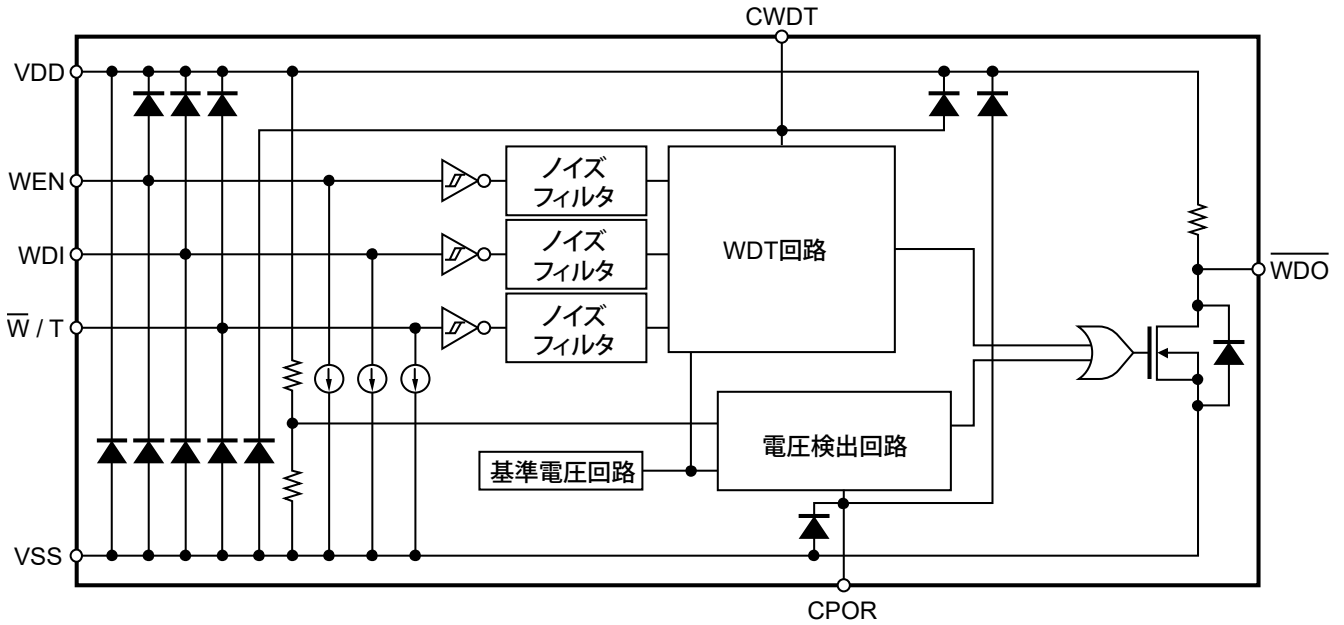 CWDT
VDD
WEN
ノイズ
フィルタ
WDI
ノイズ
フィルタ
WDT回路
W / T
ノイズ
フィルタ
WDO
電圧検出回路
基準電圧回路
VSS
CPOR